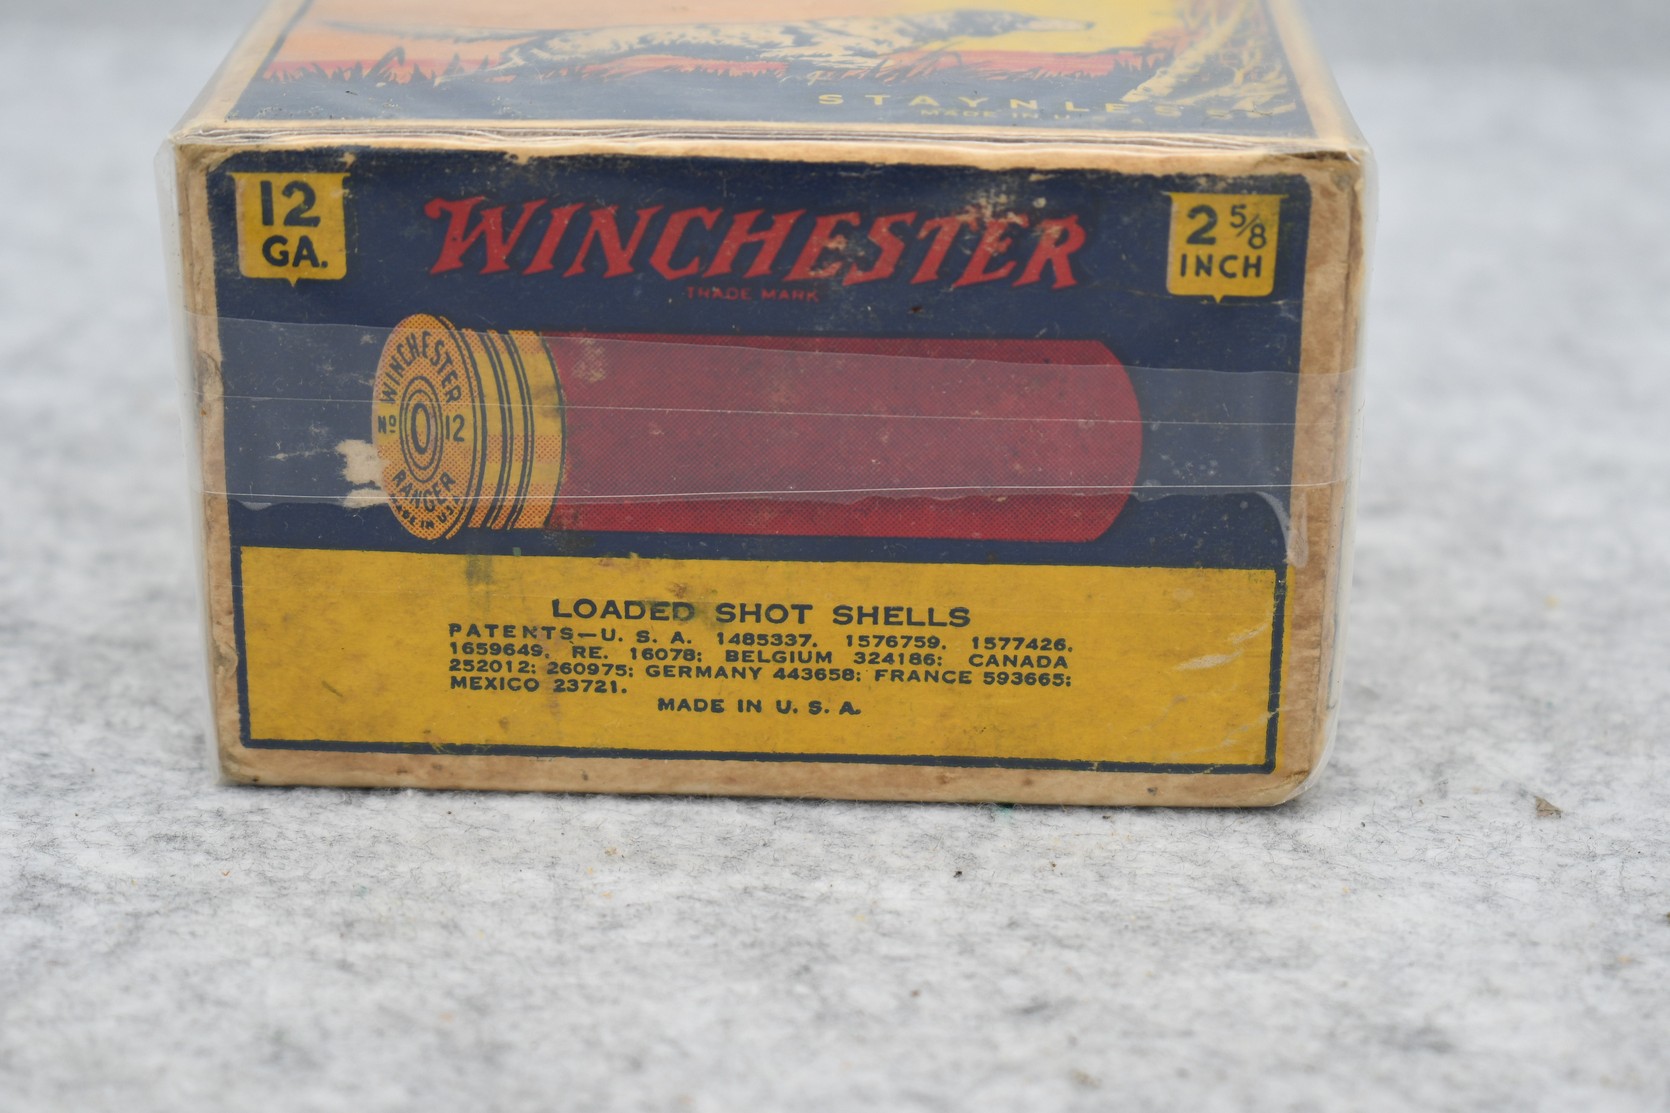 STAYNLESS
MADE IN U.S.A.
12
GA.
WINCHESTER
TRADE MARK
2 5/8
INCH
WINCHESTER
Nº 12
RANGER
MADE IN U.S.
LOADED SHOT SHELLS
PATENTS—U. S. A. 1485337, 1576759, 1577426,
1659649, RE. 16078; BELGIUM 324186; CANADA
252012; 260975; GERMANY 443658; FRANCE 593665;
MEXICO 23721.
MADE IN U. S. A.